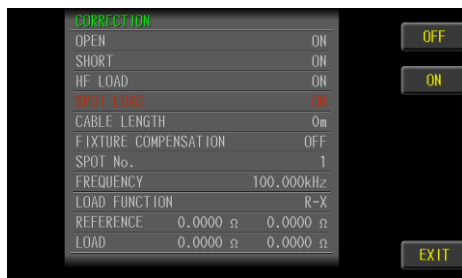 CORRECTION
OPEN ON
SHORT ON
HF LOAD ON
SPOT LOAD ON
CABLE LENGTH 0m
FIXTURE COMPENSATION OFF
SPOT No. 1
FREQUENCY 100.000kHz
LOAD FUNCTION R-X
REFERENCE 0.0000 Ω 0.0000 Ω
LOAD 0.0000 Ω 0.0000 Ω
OFF
ON
EXIT